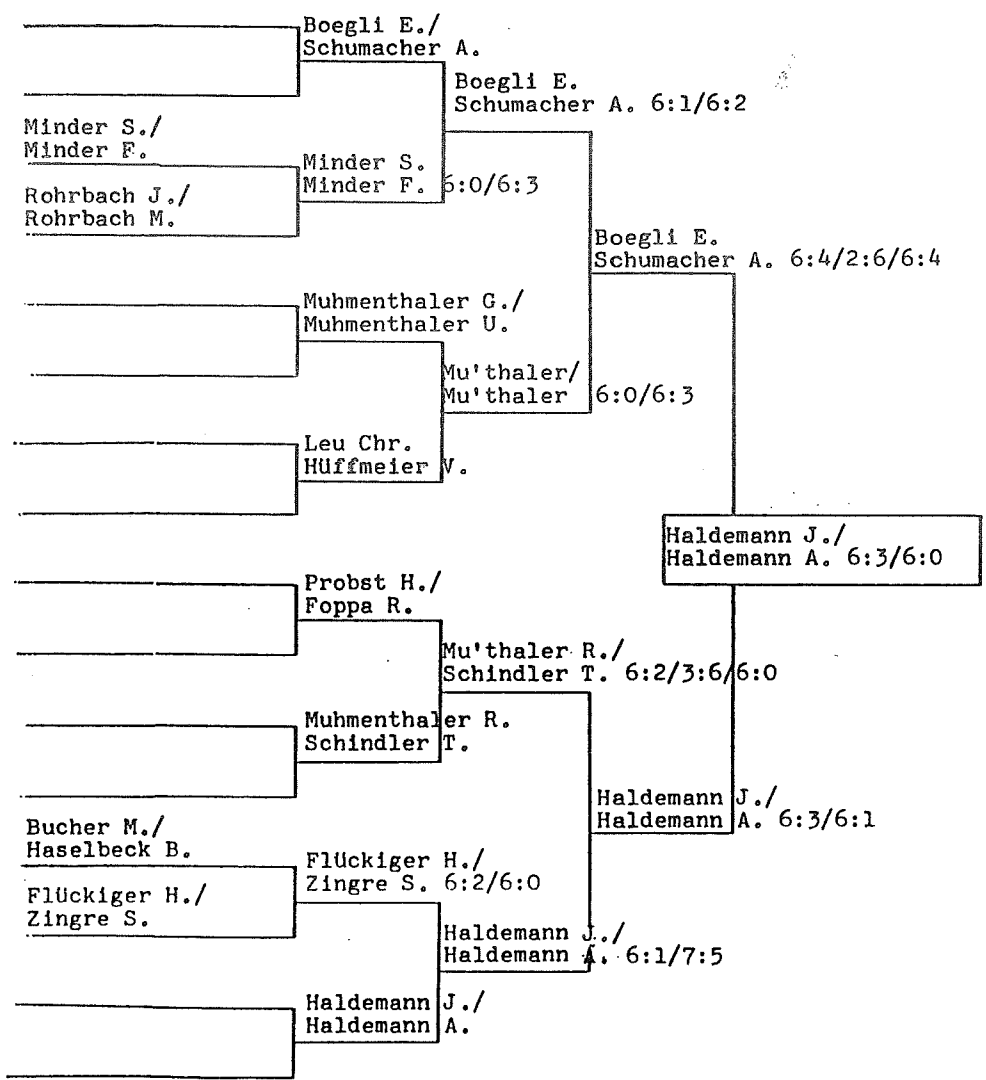 Boegli E./
Schumacher A.
Boegli E.
Schumacher A. 6:1/6:2
Minder S./
Minder F.
Minder S.
Minder F. 6:0/6:3
Rohrbach J./
Rohrbach M.
Boegli E.
Schumacher A. 6:4/2:6/6:4
Muhmenthaler G./
Muhmenthaler U.
Mu'thaler/
Mu'thaler 6:0/6:3
Leu Chr.
Hüffmeier V.
Haldemann J./
Haldemann A. 6:3/6:0
Probst H./
Foppa R.
Mu'thaler R./
Schindler T. 6:2/3:6/6:0
Muhmenthaler R.
Schindler T.
Haldemann J./
Haldemann A. 6:3/6:1
Bucher M./
Haselbeck B.
Flückiger H./
Zingre S. 6:2/6:0
Flückiger H./
Zingre S.
Haldemann J./
Haldemann A. 6:1/7:5
Haldemann J./
Haldemann A.